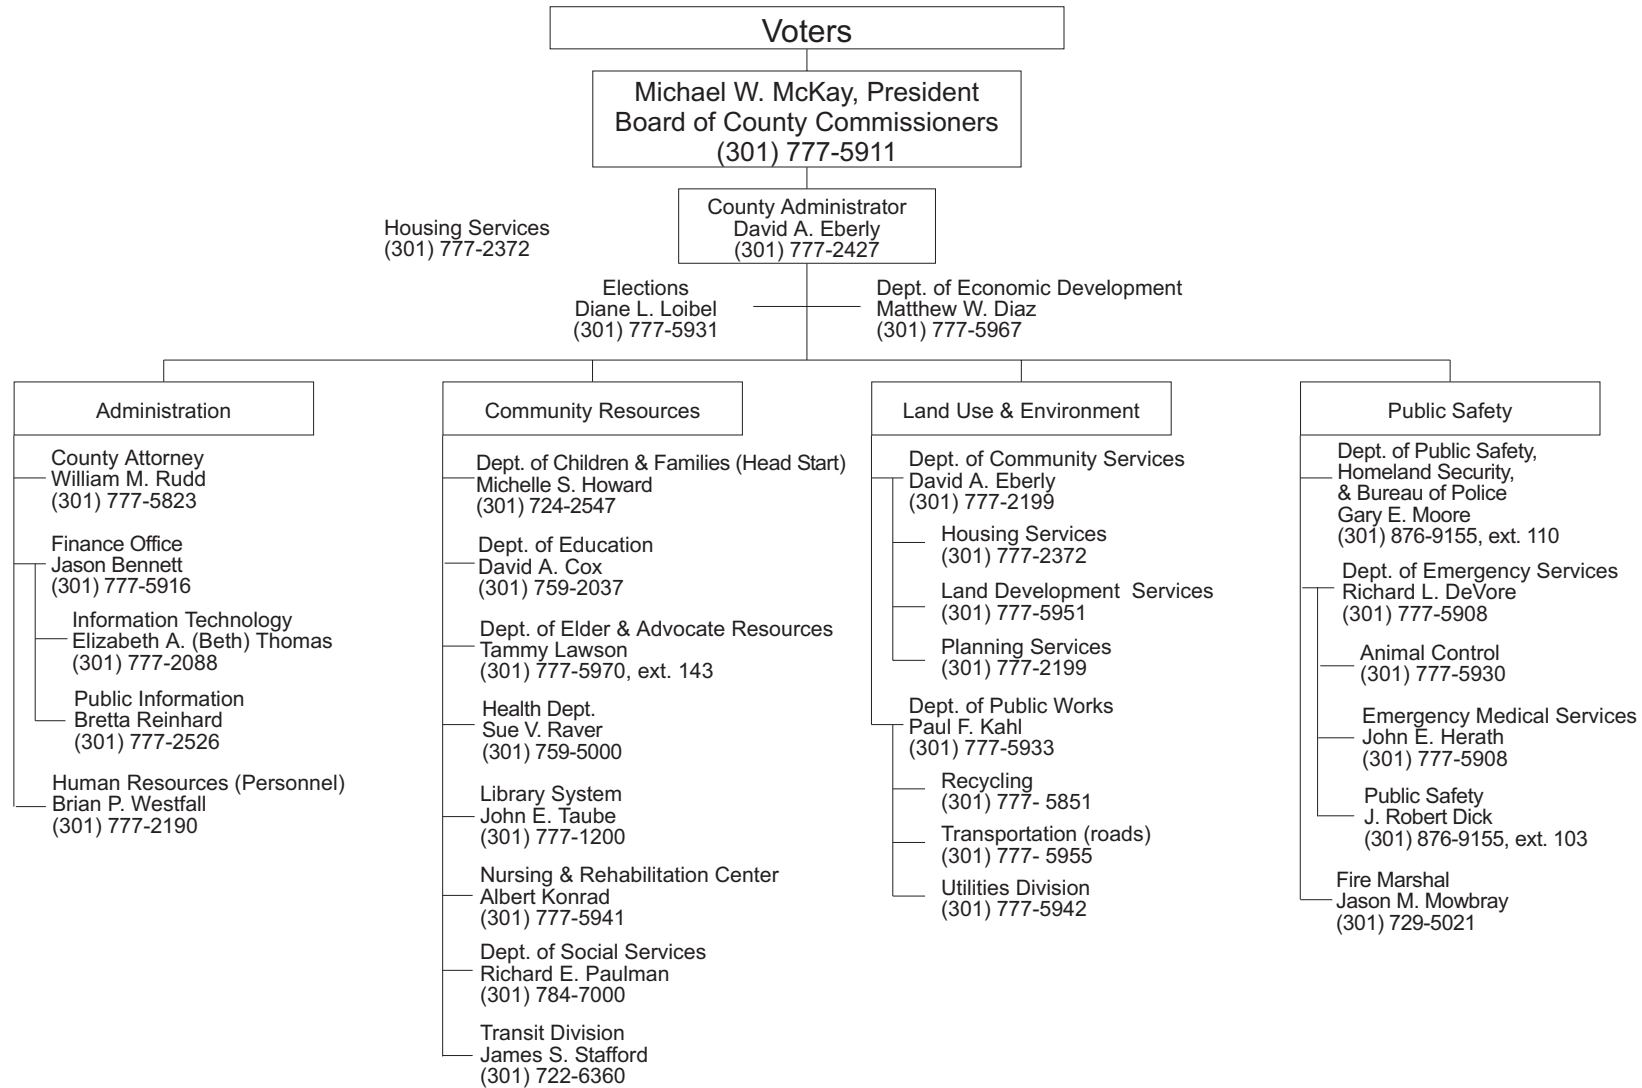 Voters
Michael W. McKay, President
Board of County Commissioners
(301) 777-5911
County Administrator
David A. Eberly
(301) 777-2427
Housing Services
(301) 777-2372
Elections
Diane L. Loibel
(301) 777-5931
Dept. of Economic Development
Matthew W. Diaz
(301) 777-5967
Administration
County Attorney
William M. Rudd
(301) 777-5823
Finance Office
Jason Bennett
(301) 777-5916
Information Technology
Elizabeth A. (Beth) Thomas
(301) 777-2088
Public Information
Bretta Reinhard
(301) 777-2526
Human Resources (Personnel)
Brian P. Westfall
(301) 777-2190
Community Resources
Dept. of Children & Families (Head Start)
Michelle S. Howard
(301) 724-2547
Dept. of Education
David A. Cox
(301) 759-2037
Dept. of Elder & Advocate Resources
Tammy Lawson
(301) 777-5970, ext. 143
Health Dept.
Sue V. Raver
(301) 759-5000
Library System
John E. Taube
(301) 777-1200
Nursing & Rehabilitation Center
Albert Konrad
(301) 777-5941
Dept. of Social Services
Richard E. Paulman
(301) 784-7000
Transit Division
James S. Stafford
(301) 722-6360
Land Use & Environment
Dept. of Community Services
David A. Eberly
(301) 777-2199
Housing Services
(301) 777-2372
Land Development  Services
(301) 777-5951
Planning Services
(301) 777-2199
Dept. of Public Works
Paul F. Kahl
(301) 777-5933
Recycling
(301) 777- 5851
Transportation (roads)
(301) 777- 5955
Utilities Division
(301) 777-5942
Public Safety
Dept. of Public Safety,
Homeland Security,
& Bureau of Police
Gary E. Moore
(301) 876-9155, ext. 110
Dept. of Emergency Services
Richard L. DeVore
(301) 777-5908
Animal Control
(301) 777-5930
Emergency Medical Services
John E. Herath
(301) 777-5908
Public Safety
J. Robert Dick
(301) 876-9155, ext. 103
Fire Marshal
Jason M. Mowbray
(301) 729-5021